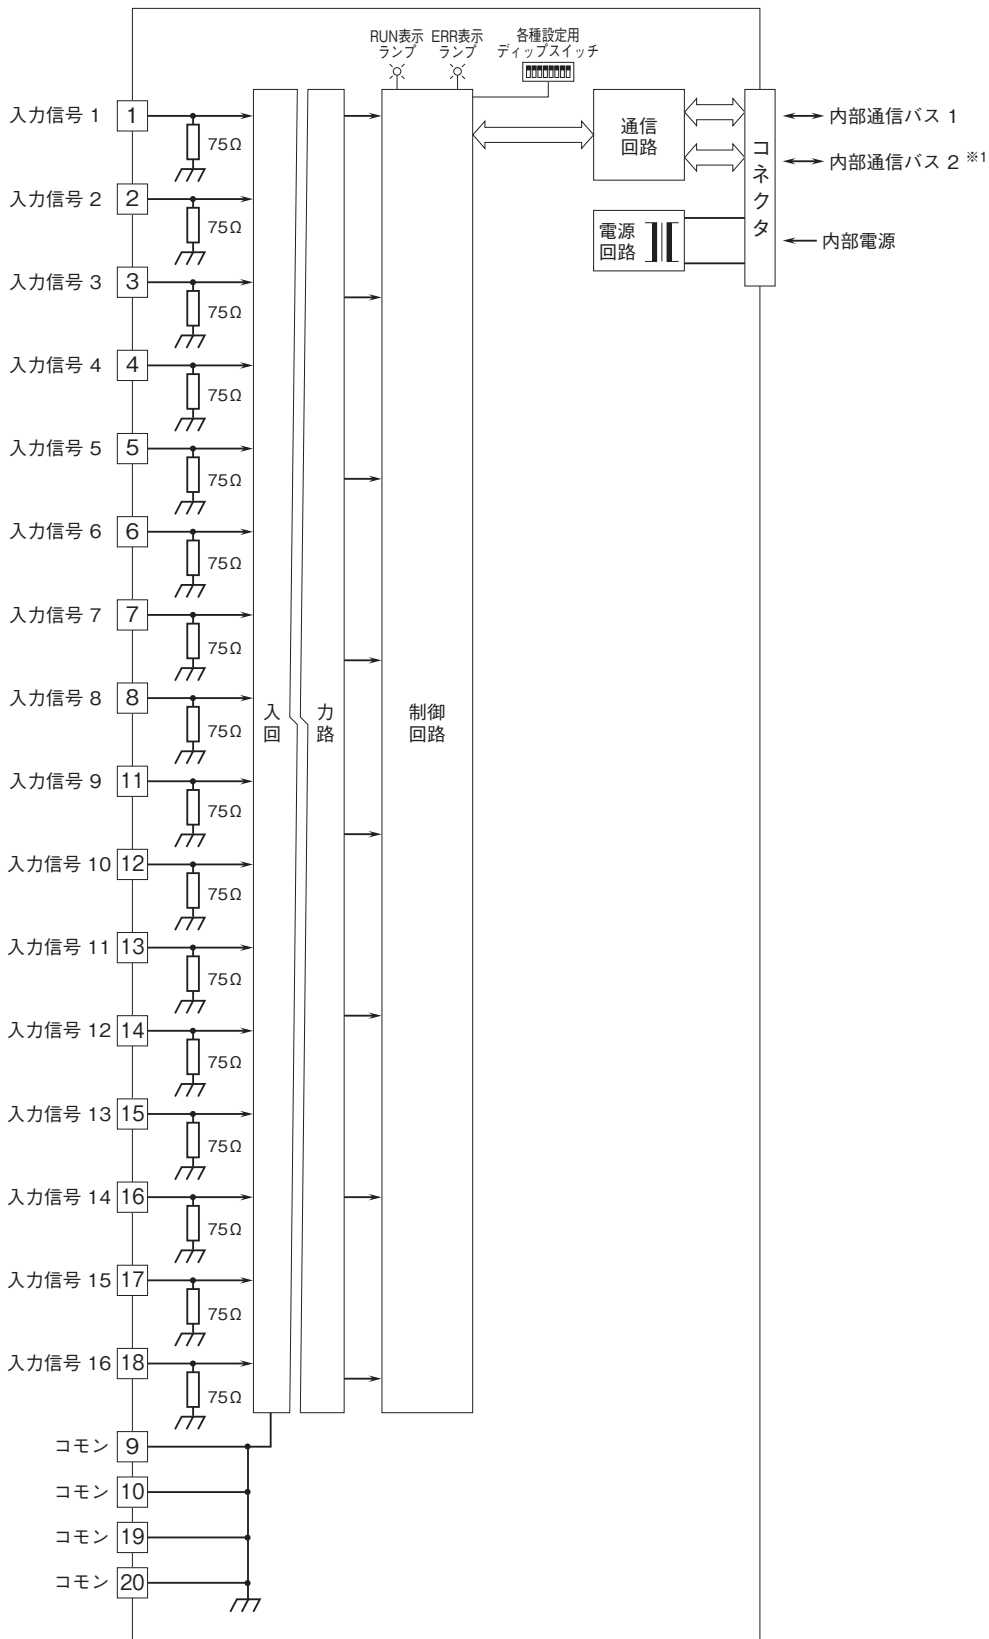 RUN表示
ランプ
ERR表示
ランプ
各種設定用
ディップスイッチ
入力信号 1
1
75Ω
入力信号 2
2
75Ω
入力信号 3
3
75Ω
入力信号 4
4
75Ω
入力信号 5
5
75Ω
入力信号 6
6
75Ω
入力信号 7
7
75Ω
入力信号 8
8
75Ω
入力信号 9
11
75Ω
入力信号 10
12
75Ω
入力信号 11
13
75Ω
入力信号 12
14
75Ω
入力信号 13
15
75Ω
入力信号 14
16
75Ω
入力信号 15
17
75Ω
入力信号 16
18
75Ω
コモン
9
コモン
10
コモン
19
コモン
20
入力
回路
制御
回路
通信
回路
電源
回路
コネクタ
内部通信バス 1
内部通信バス 2 ※1
内部電源